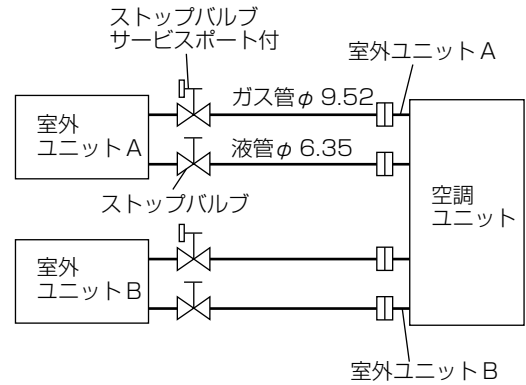 ストップバルブ
サービスポート付
室外ユニットA
ガス管φ 9.52
室外
ユニットA
液管φ 6.35
ストップバルブ
空調
ユニット
室外
ユニットB
室外ユニットB